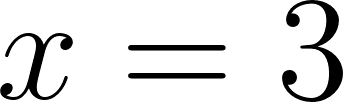 x = 3